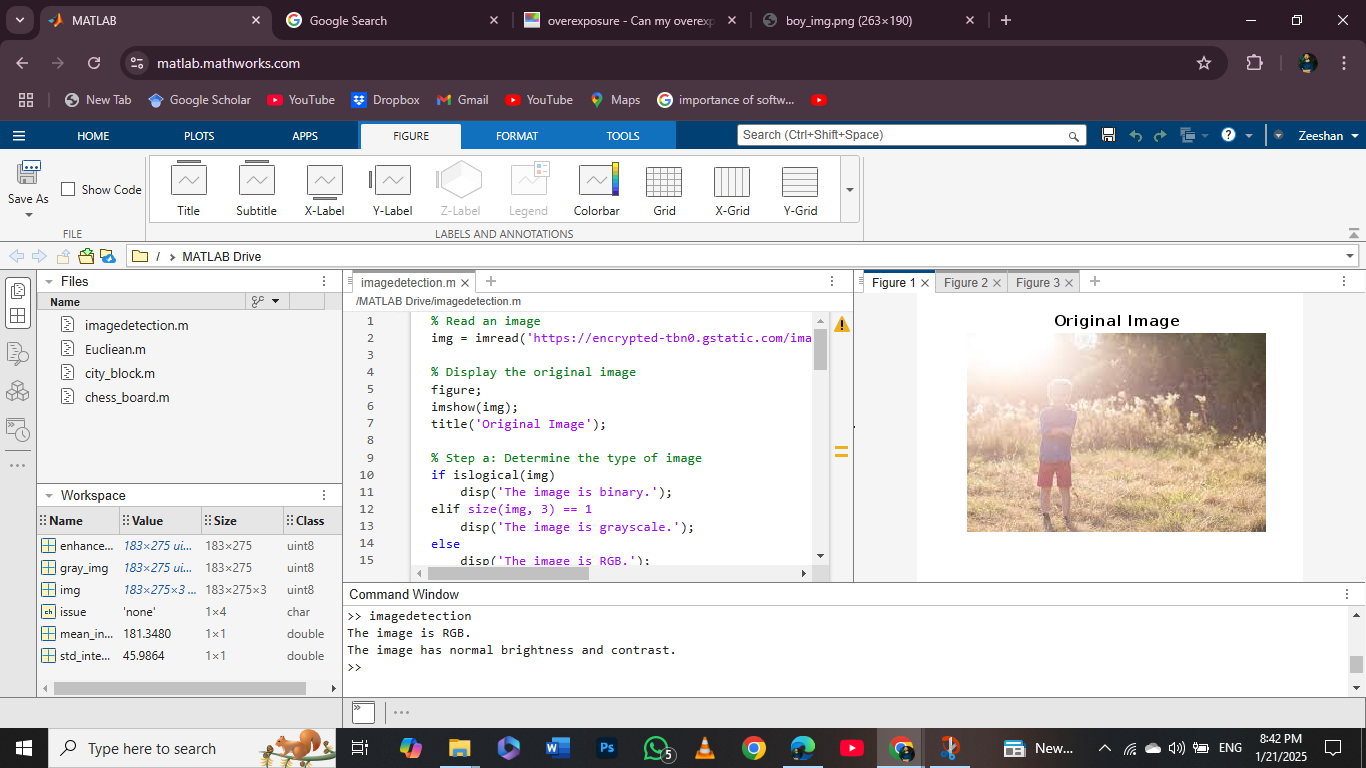 MATLAB
Google Search
overexposure - Can my overexp
boy_img.png (263×190)
matlab.mathworks.com
New Tab
Google Scholar
YouTube
Dropbox
Gmail
YouTube
Maps
importance of softw...
HOME
PLOTS
APPS
FIGURE
FORMAT
TOOLS
Search (Ctrl+Shift+Space)
Zeeshan
Save As
Show Code
Title
Subtitle
X-Label
Y-Label
Z-Label
Legend
Colorbar
Grid
X-Grid
Y-Grid
FILE
LABELS AND ANNOTATIONS
/ MATLAB Drive
Files
Name
imagedetection.m
Eucliean.m
city_block.m
chess_board.m
Workspace
Name Value Size Class
enhance... 183×275 ui... 183×275 uint8
gray_img 183×275 ui... 183×275 uint8
img 183×275×3 ... 183×275×3 uint8
ch issue 'none' 1×4 char
mean_in... 181.3480 1×1 double
std_inte... 45.9864 1×1 double
imagedetection.m
/MATLAB Drive/imagedetection.m
1 % Read an image
2 img = imread('https://encrypted-tbn0.gstatic.com/ima
3
4 % Display the original image
5 figure;
6 imshow(img);
7 title('Original Image');
8
9 % Step a: Determine the type of image
10 if islogical(img)
11 disp('The image is binary.');
12 elif size(img, 3) == 1
13 disp('The image is grayscale.');
14 else
15 disp('The image is RGB.');
Figure 1
Figure 2
Figure 3
Original Image
Command Window
>> imagedetection
The image is RGB.
The image has normal brightness and contrast.
>>
Type here to search
Ps
5
New...
ENG
8:42 PM
1/21/2025